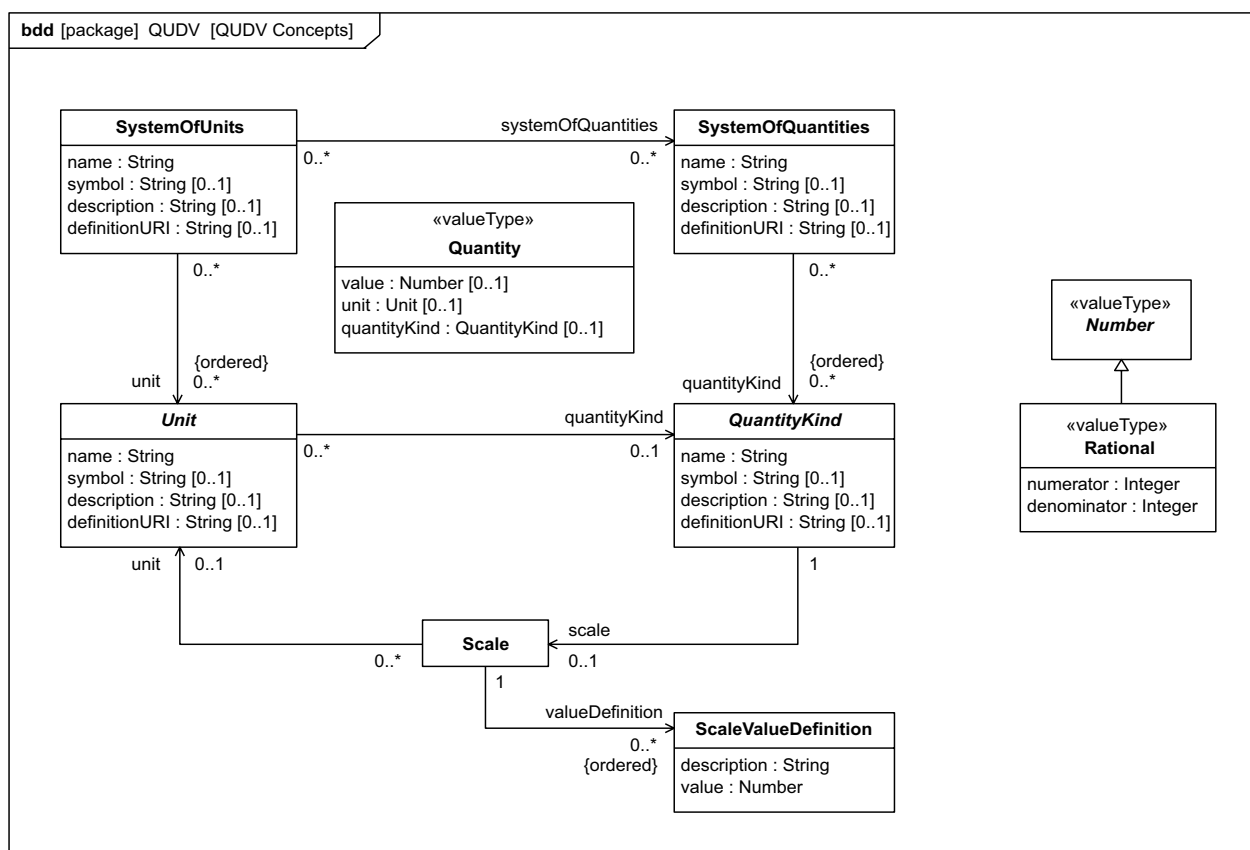 bdd [package] QUDV [QUDV Concepts]
SystemOfUnits
name : String
symbol : String [0..1]
description : String [0..1]
definitionURI : String [0..1]
systemOfQuantities
0..*
0..*
SystemOfQuantities
name : String
symbol : String [0..1]
description : String [0..1]
definitionURI : String [0..1]
«valueType»
Quantity
value : Number [0..1]
unit : Unit [0..1]
quantityKind : QuantityKind [0..1]
0..*
{ordered}
unit
0..*
0..*
{ordered}
quantityKind
0..*
«valueType»
Number
Unit
name : String
symbol : String [0..1]
description : String [0..1]
definitionURI : String [0..1]
quantityKind
0..*
0..1
QuantityKind
name : String
symbol : String [0..1]
description : String [0..1]
definitionURI : String [0..1]
«valueType»
Rational
numerator : Integer
denominator : Integer
unit
0..1
1
Scale
0..*
scale
0..1
1
valueDefinition
0..*
{ordered}
ScaleValueDefinition
description : String
value : Number